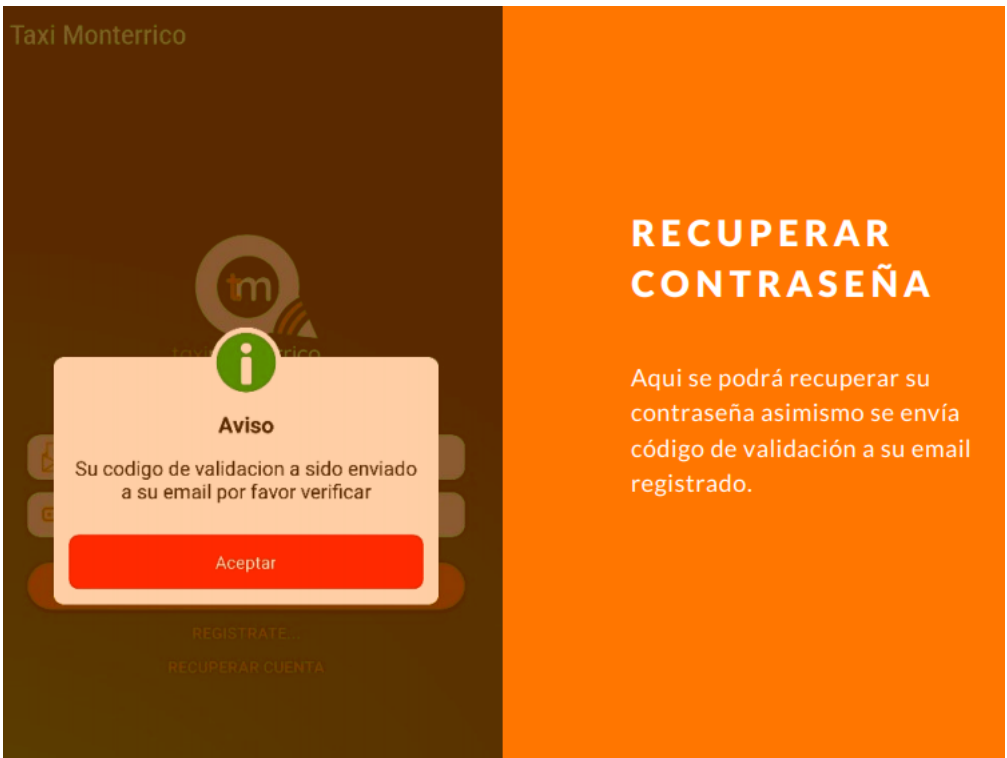 Taxi Monterrico
tm
Aviso
Su codigo de validacion a sido enviado
a su email por favor verificar
Aceptar
REGISTRATE...
RECUPERAR CUENTA
RECUPERAR
CONTRASEÑA
Aqui se podrá recuperar su
contraseña asimismo se envía
código de validación a su email
registrado.